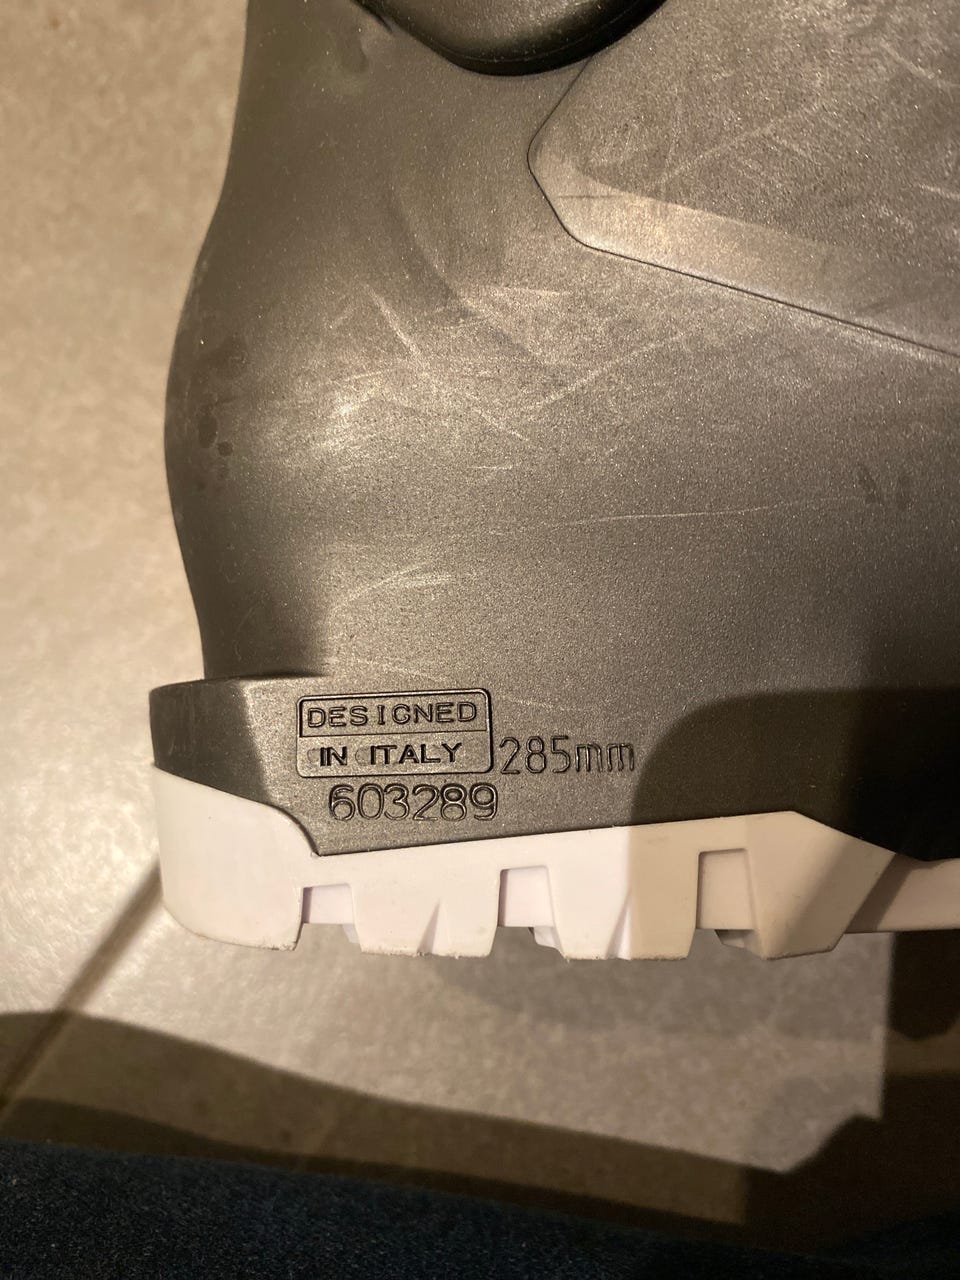 DESIGNED
IN ITALY 285mm
603289